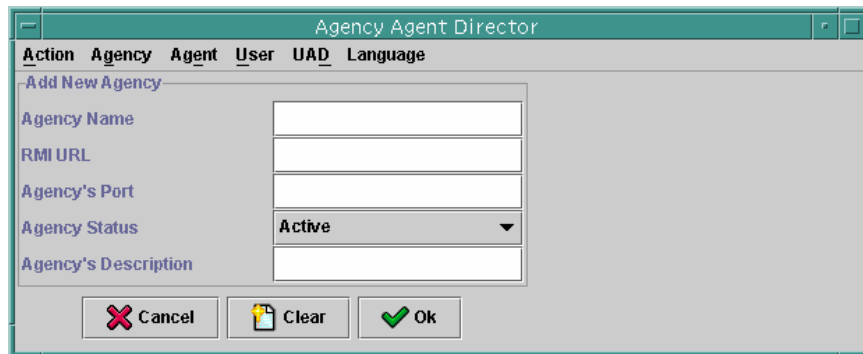 Agency Agent Director
Action Agency Agent User UAD Language
Add New Agency
Agency Name
RMI URL
Agency's Port
Agency Status Active
Agency's Description
Cancel Clear Ok